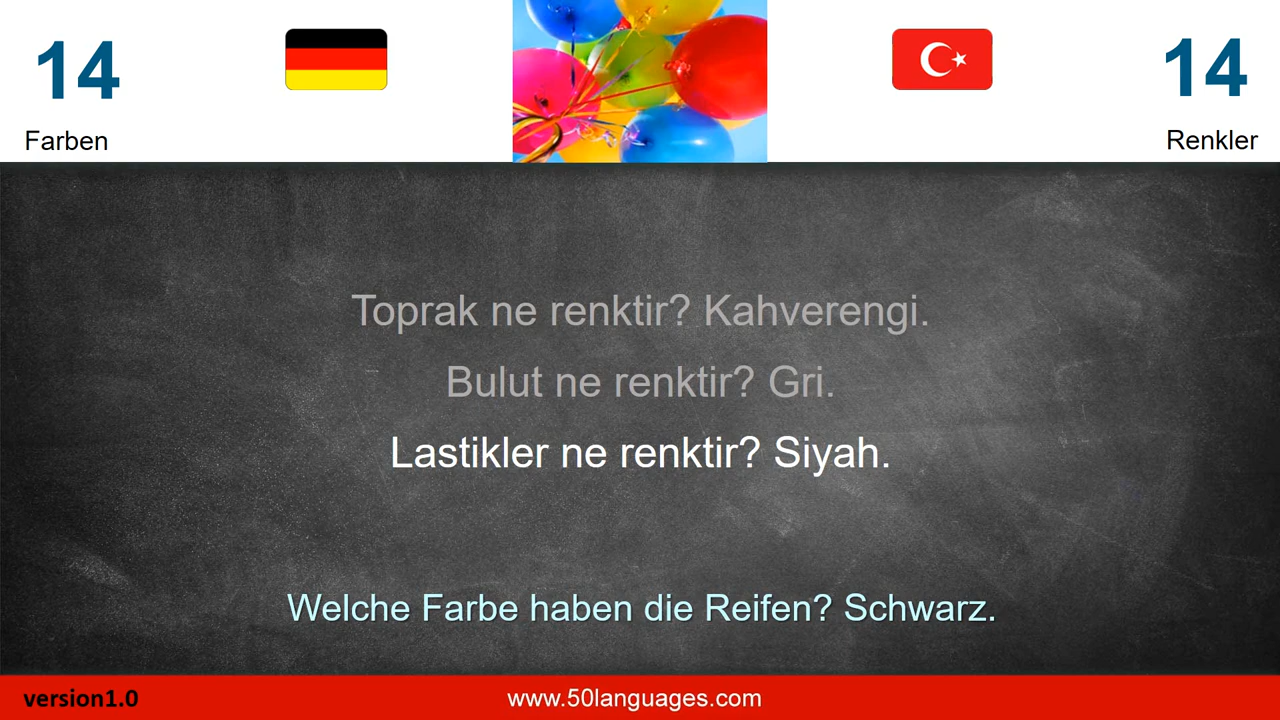 14
Farben
14
Renkler
Toprak ne renktir? Kahverengi.
Bulut ne renktir? Gri.
Lastikler ne renktir? Siyah.
Welche Farbe haben die Reifen? Schwarz.
version1.0
www.50languages.com